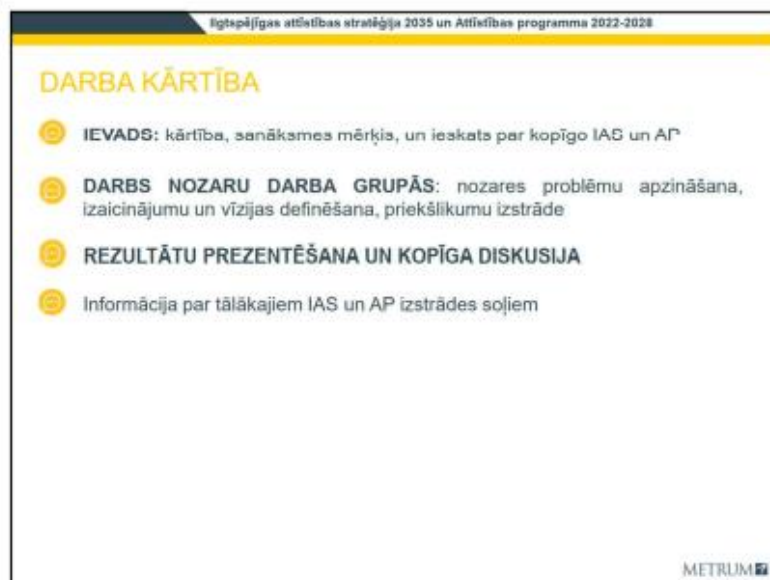 Ilgtspējīgas attīstības stratēģija 2035 un Attīstības programma 2022-2028
DARBA KĀRTĪBA
IEVADS: kārtība, sanāksmes mērķis, un ieskats par kopīgo IAS un AP
DARBS NOZARU DARBA GRUPĀS: nozares problēmu apzināšana,
izaicinājumu un vīzijas definēšana, priekšlikumu izstrāde
REZULTĀTU PREZENTĒŠANA UN KOPĪGA DISKUSIJA
Informācija par tālākajiem IAS un AP izstrādes soļiem
METRUM